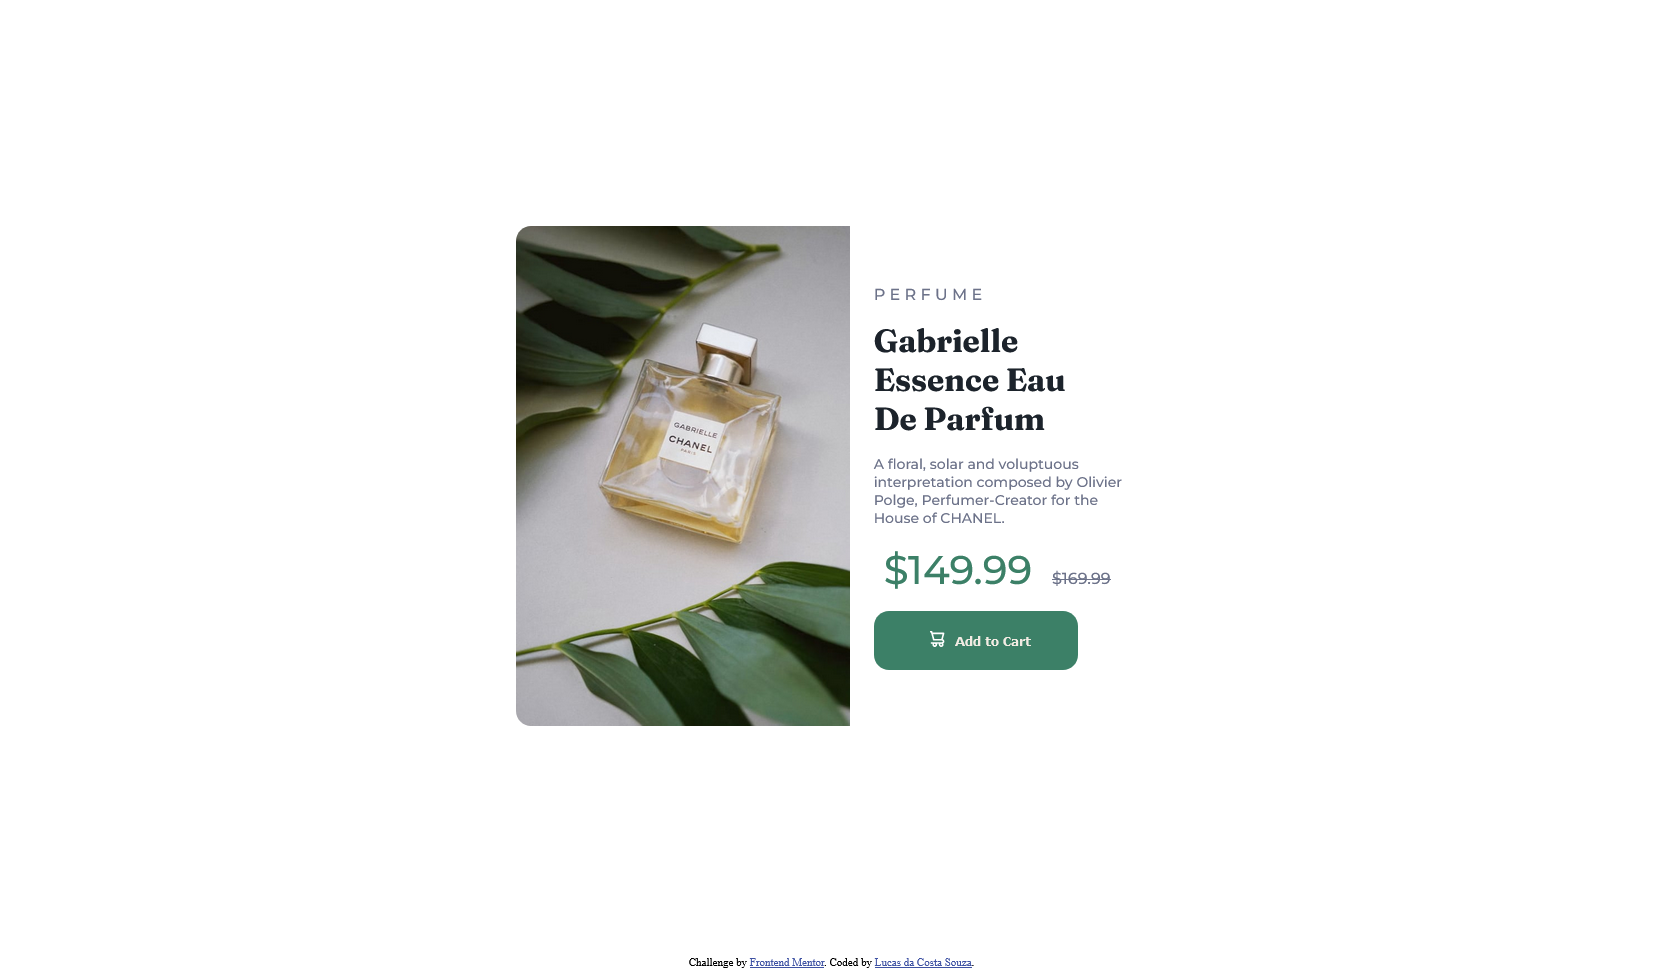 GABRIELLE
CHANEL
PARIS
PERFUME
Gabrielle
Essence Eau
De Parfum
A floral, solar and voluptuous
interpretation composed by Olivier
Polge, Perfumer-Creator for the
House of CHANEL.
$149.99 $169.99
Add to Cart
Challenge by Frontend Mentor. Coded by Lucas da Costa Souza.